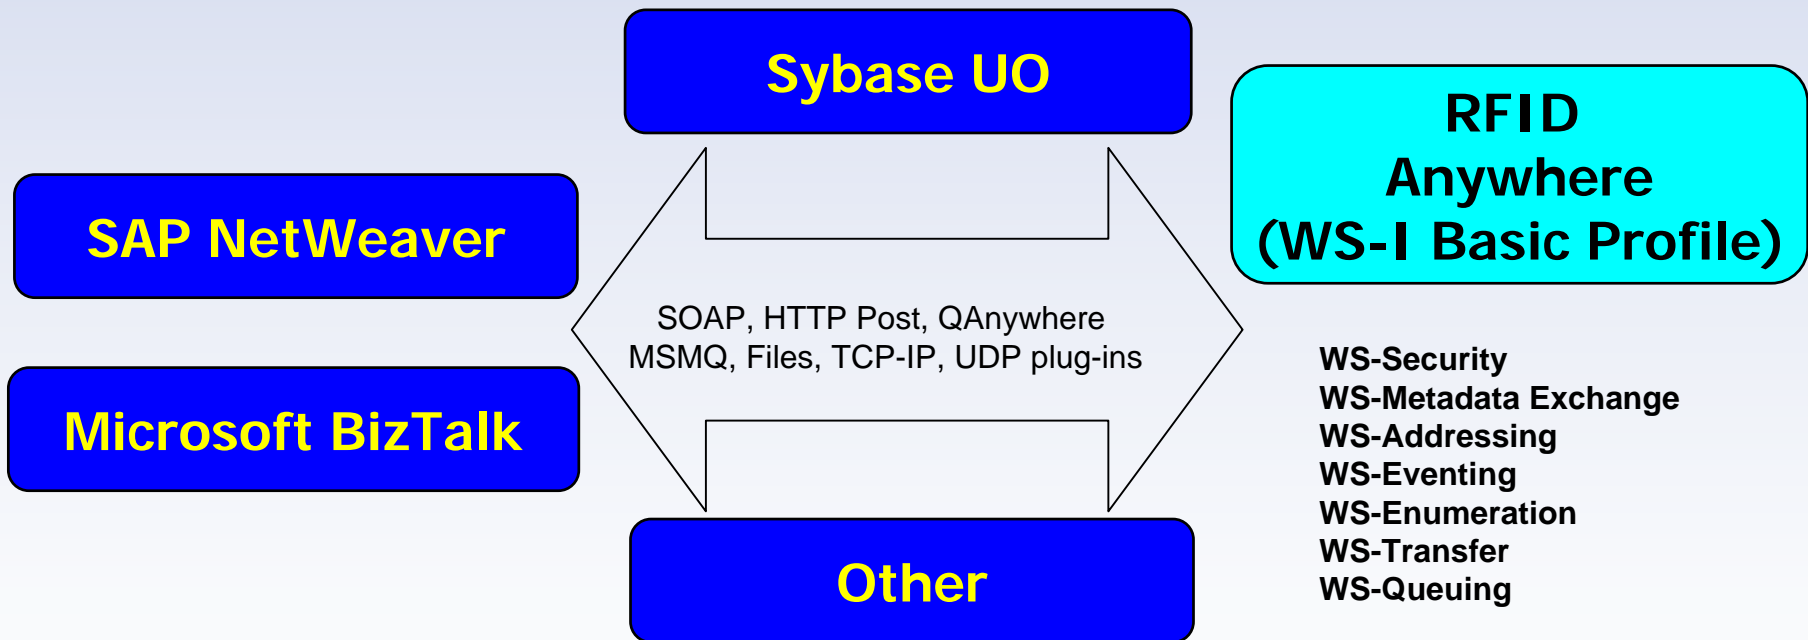 Sybase UO
RFID
Anywhere
(WS-I Basic Profile)
SAP NetWeaver
SOAP, HTTP Post, QAnywhere
MSMQ, Files, TCP-IP, UDP plug-ins
Microsoft BizTalk
WS-Security
WS-Metadata Exchange
WS-Addressing
WS-Eventing
WS-Enumeration
WS-Transfer
WS-Queuing
Other